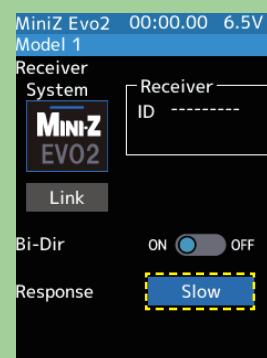 MiniZ Evo2 00:00.00 6.5V
Model 1
Receiver
System
Receiver
ID ---------
MINI-Z
EVO2
Link
Bi-Dir ON OFF
Response Slow